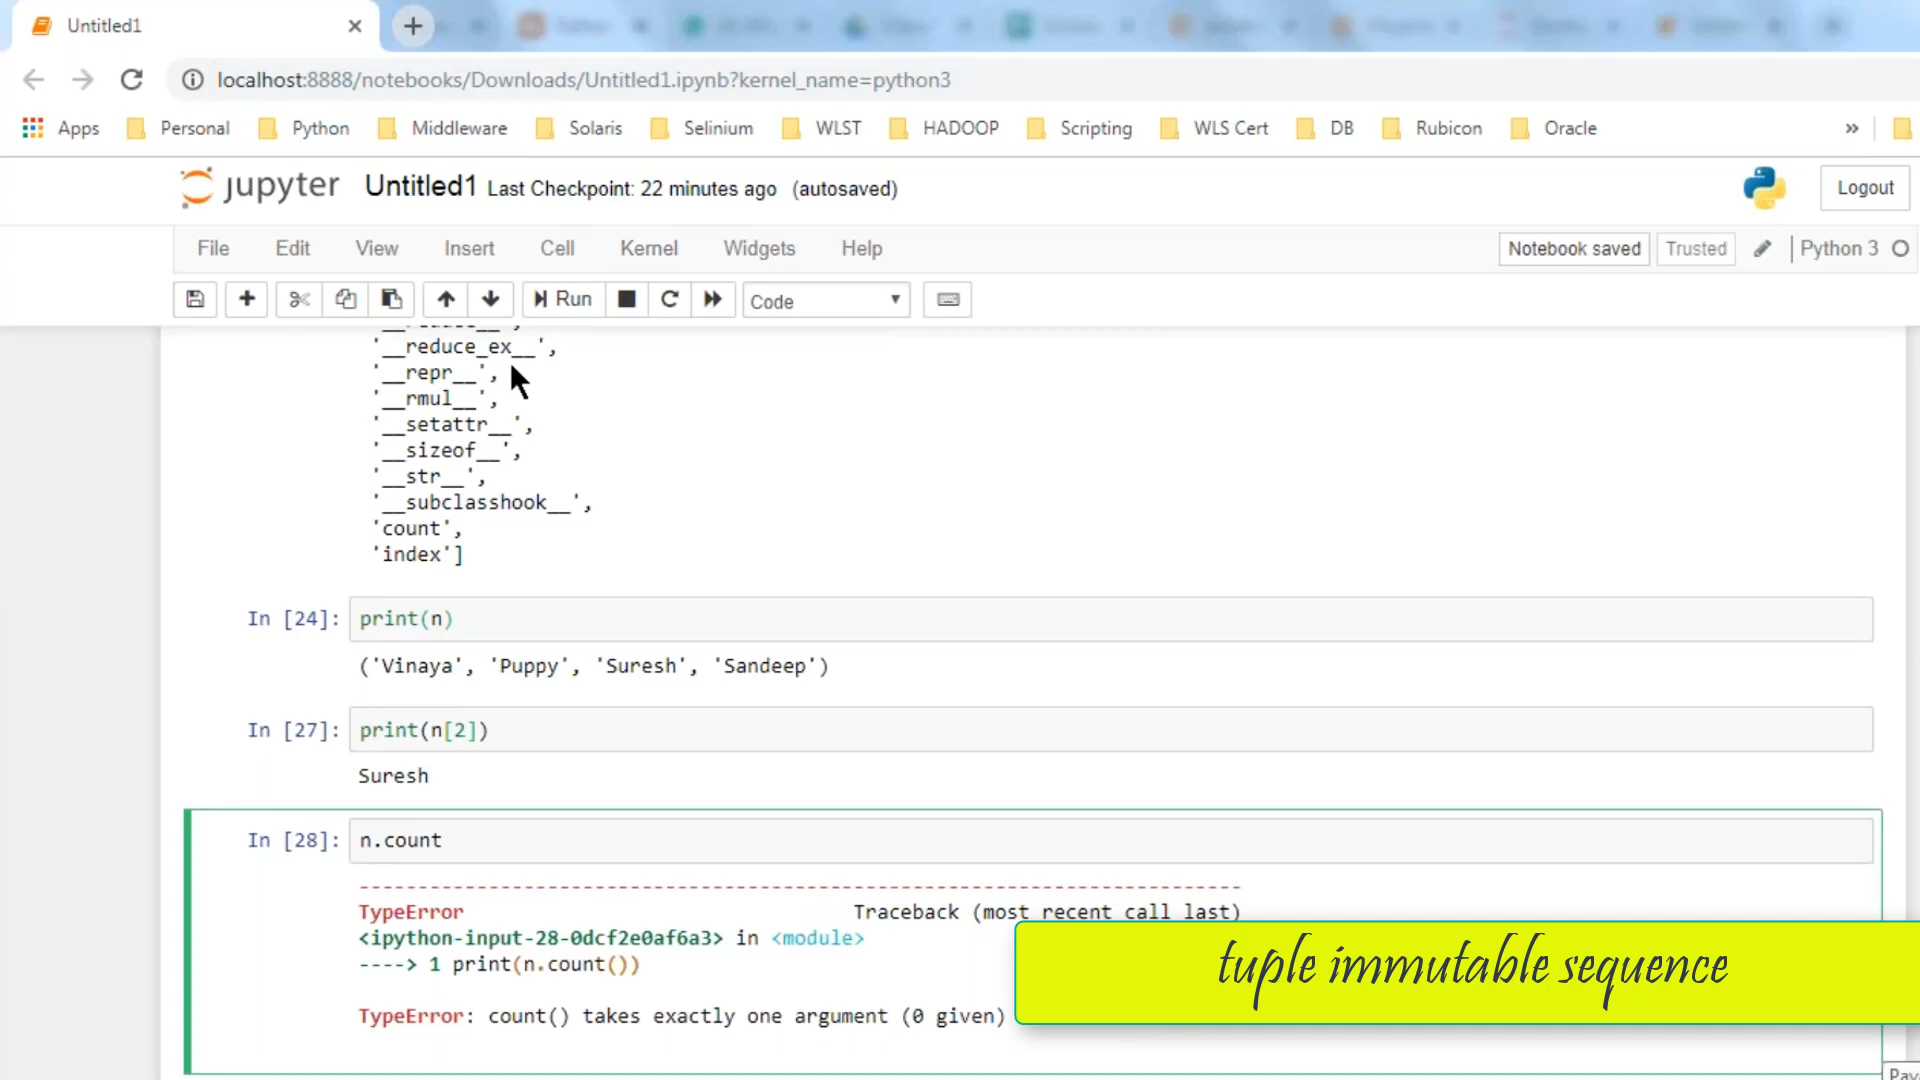 Untitled1
localhost:8888/notebooks/Downloads/Untitled1.ipynb?kernel_name=python3
Apps Personal Python Middleware Solaris Selinium WLST HADOOP Scripting WLS Cert DB Rubicon Oracle »
jupyter Untitled1 Last Checkpoint: 22 minutes ago (autosaved) Logout
File Edit View Insert Cell Kernel Widgets Help Notebook saved Trusted Python 3
Run Code
'__reduce_ex__',
'__repr__',
'__rmul__',
'__setattr__',
'__sizeof__',
'__str__',
'__subclasshook__',
'count',
'index']
In [24]: print(n)
('Vinaya', 'Puppy', 'Suresh', 'Sandeep')
In [27]: print(n[2])
Suresh
In [28]: n.count
---------------------------------------------------------------------------
TypeError Traceback (most recent call last)
<ipython-input-28-0dcf2e0af6a3> in <module>
----> 1 print(n.count())
TypeError: count() takes exactly one argument (0 given)
tuple immutable sequence